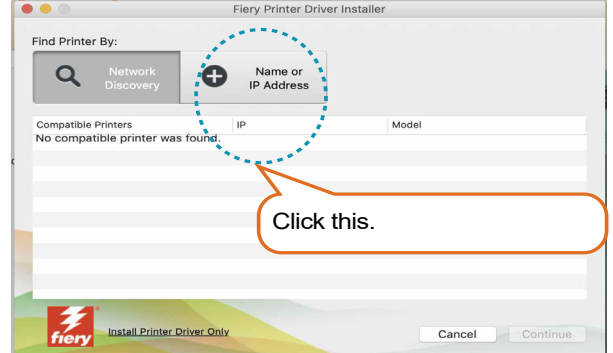 Fiery Printer Driver Installer
Find Printer By:
Network
Discovery
Name or
IP Address
Compatible Printers IP Model
No compatible printer was found.
Click this.
fiery
Install Printer Driver Only
Cancel Continue